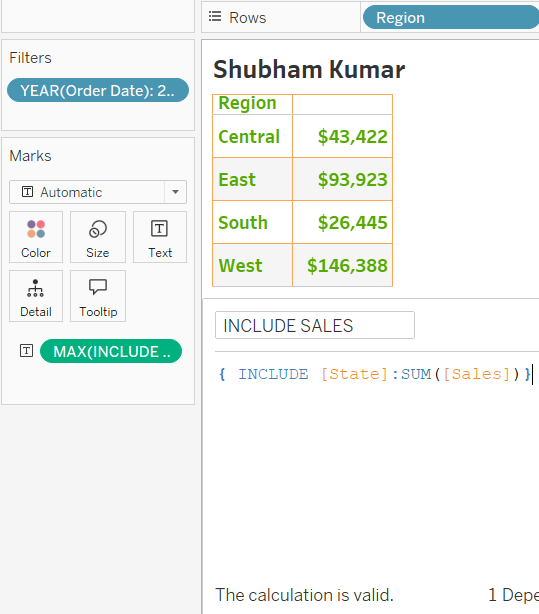 Rows
Region
Filters
YEAR(Order Date): 2..
Marks
Automatic
Color
Size
Text
Detail
Tooltip
MAX(INCLUDE ..
Shubham Kumar
Region
Central $43,422
East $93,923
South $26,445
West $146,388
INCLUDE SALES
{ INCLUDE [State]:SUM([Sales])}
The calculation is valid.
1 Depe